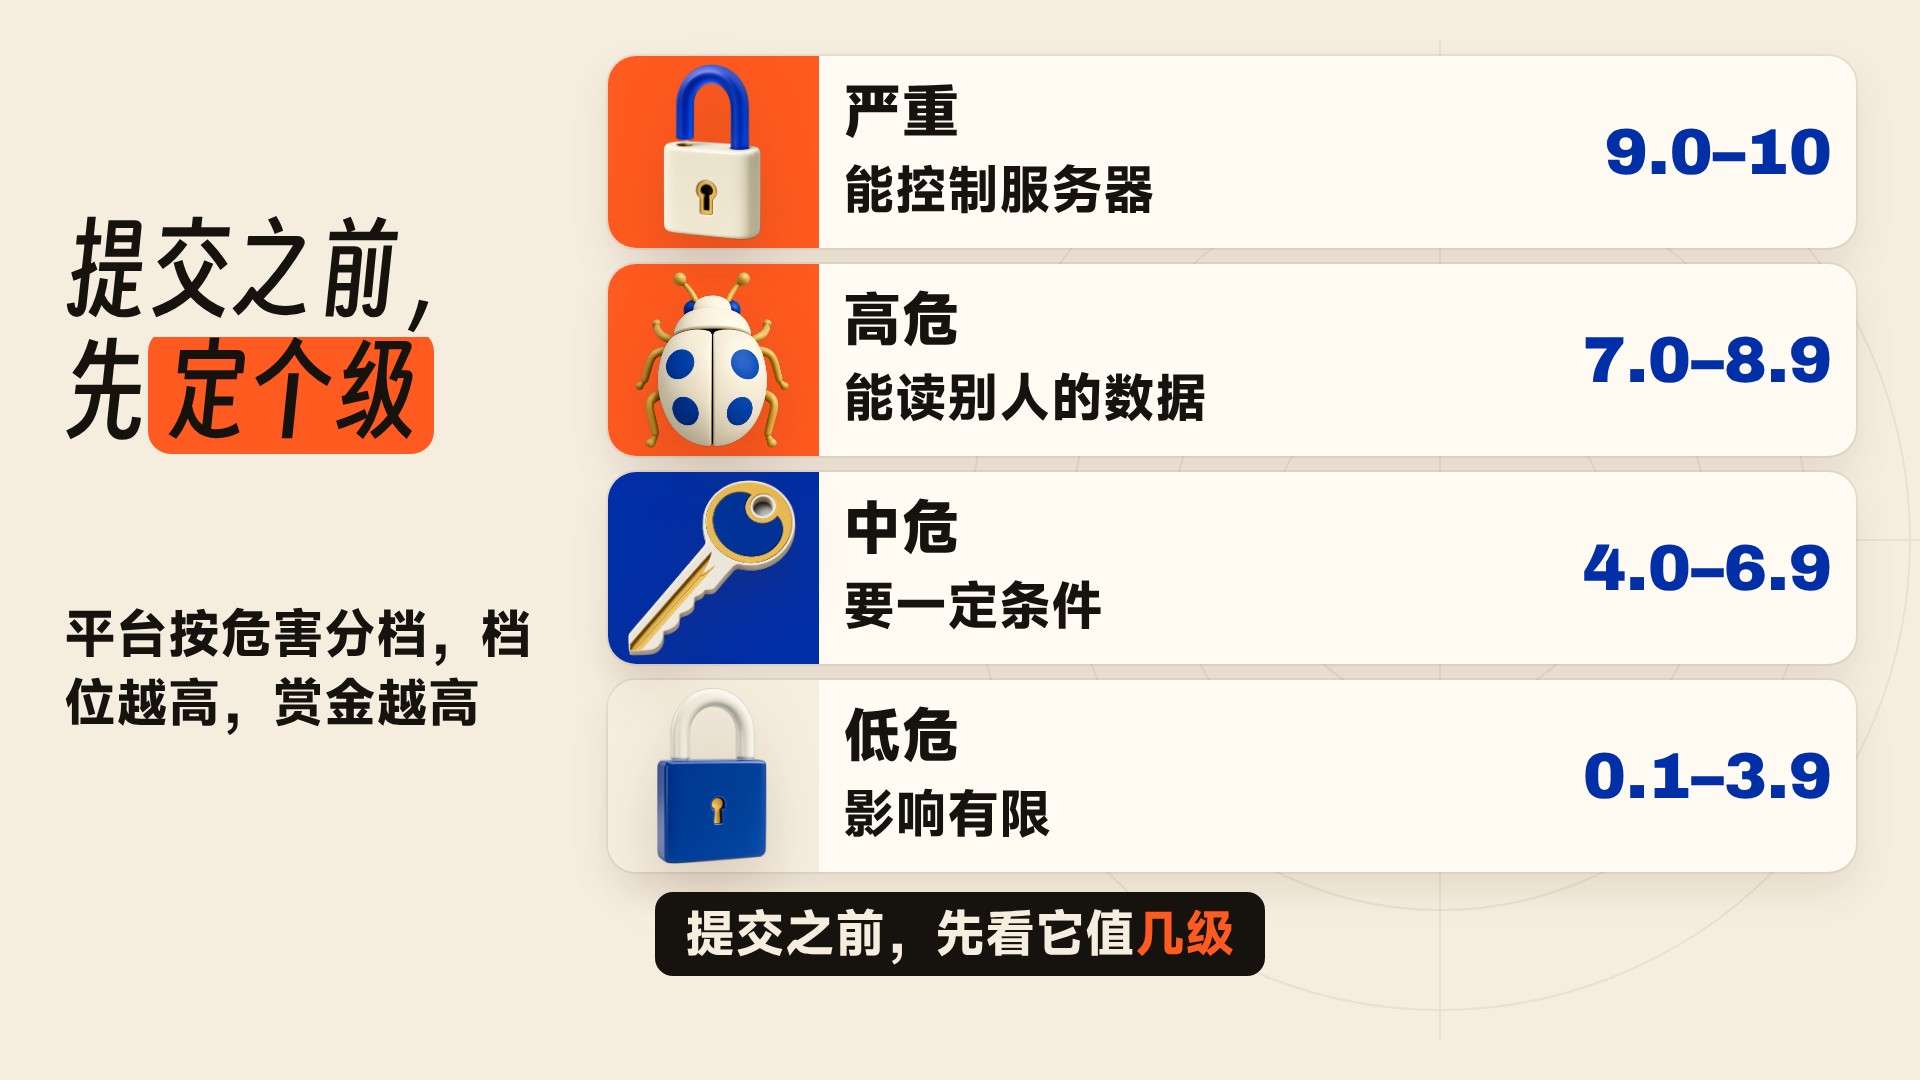 提交之前，
先定个级
平台按危害分档，档
位越高，赏金越高
严重
能控制服务器
9.0–10
高危
能读别人的数据
7.0–8.9
中危
要一定条件
4.0–6.9
低危
影响有限
0.1–3.9
提交之前，先看它值几级